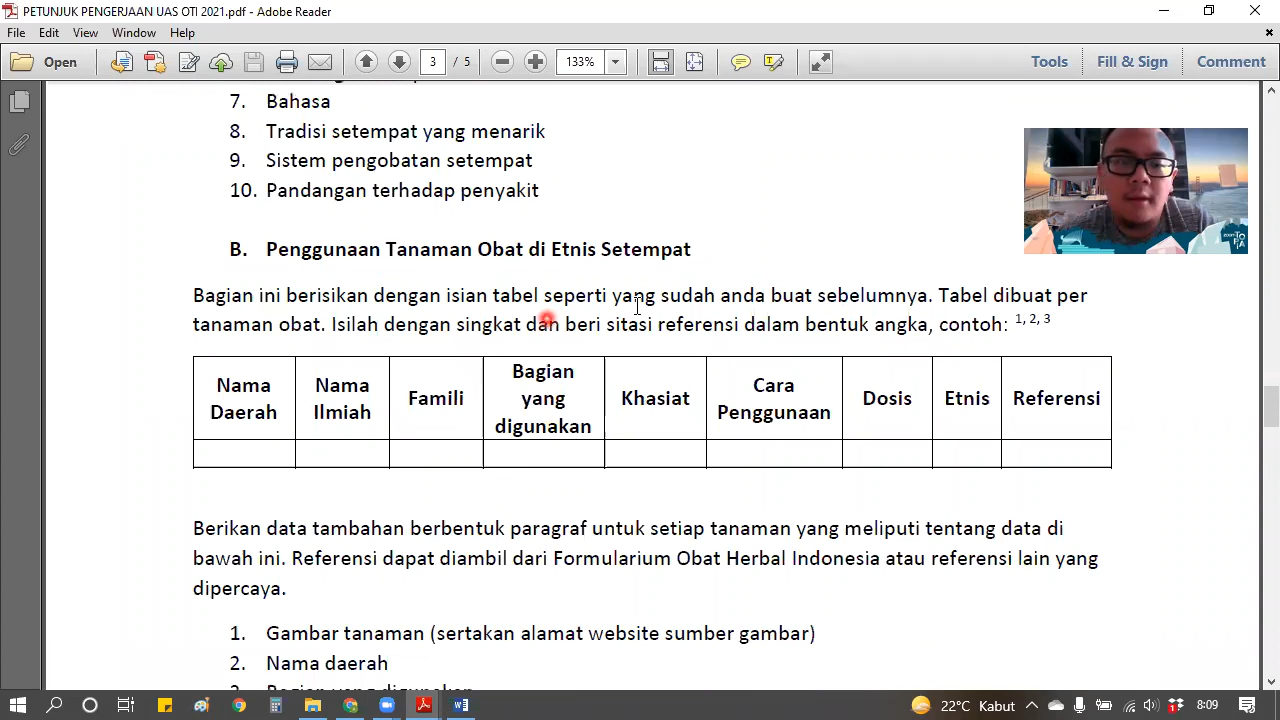 PETUNJUK PENGERJAAN UAS OTI 2021.pdf - Adobe Reader
File Edit View Window Help
Open 3 / 5 133% Tools Fill & Sign Comment
7. Bahasa
8. Tradisi setempat yang menarik
9. Sistem pengobatan setempat
10. Pandangan terhadap penyakit
B. Penggunaan Tanaman Obat di Etnis Setempat
Bagian ini berisikan dengan isian tabel seperti yang sudah anda buat sebelumnya. Tabel dibuat per
tanaman obat. Isilah dengan singkat dan beri sitasi referensi dalam bentuk angka, contoh: 1, 2, 3
Nama Daerah
Nama Ilmiah
Famili
Bagian yang digunakan
Khasiat
Cara Penggunaan
Dosis
Etnis
Referensi
Berikan data tambahan berbentuk paragraf untuk setiap tanaman yang meliputi tentang data di
bawah ini. Referensi dapat diambil dari Formularium Obat Herbal Indonesia atau referensi lain yang
dipercaya.
1. Gambar tanaman (sertakan alamat website sumber gambar)
2. Nama daerah
22°C Kabut 8:09